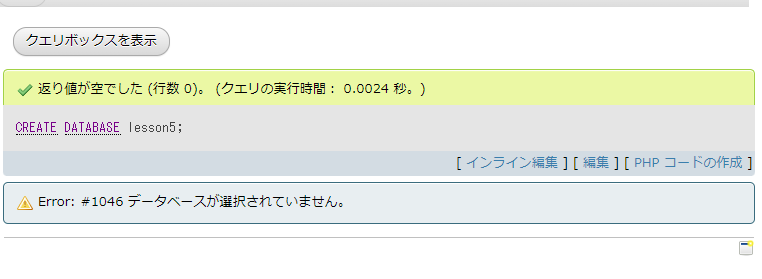 クエリボックスを表示
返り値が空でした (行数 0)。 (クエリの実行時間： 0.0024 秒。)
CREATE DATABASE lesson5;
[ インライン編集 ] [ 編集 ] [ PHP コードの作成 ]
Error: #1046 データベースが選択されていません。